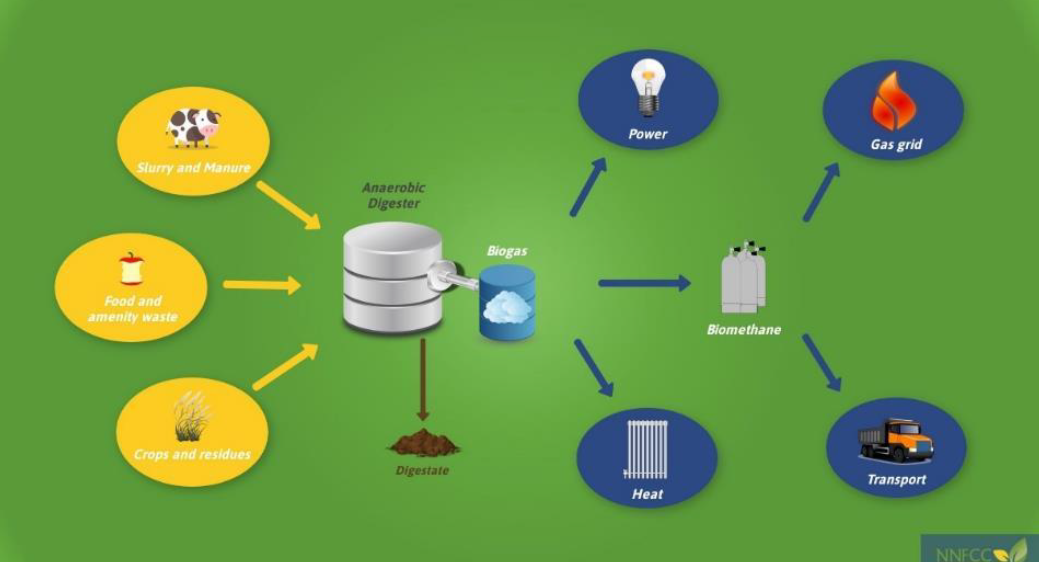 Slurry and Manure
Food and
amenity waste
Crops and residues
Anaerobic
Digester
Biogas
Digestate
Power
Heat
Biomethane
Gas grid
Transport
NNFCC